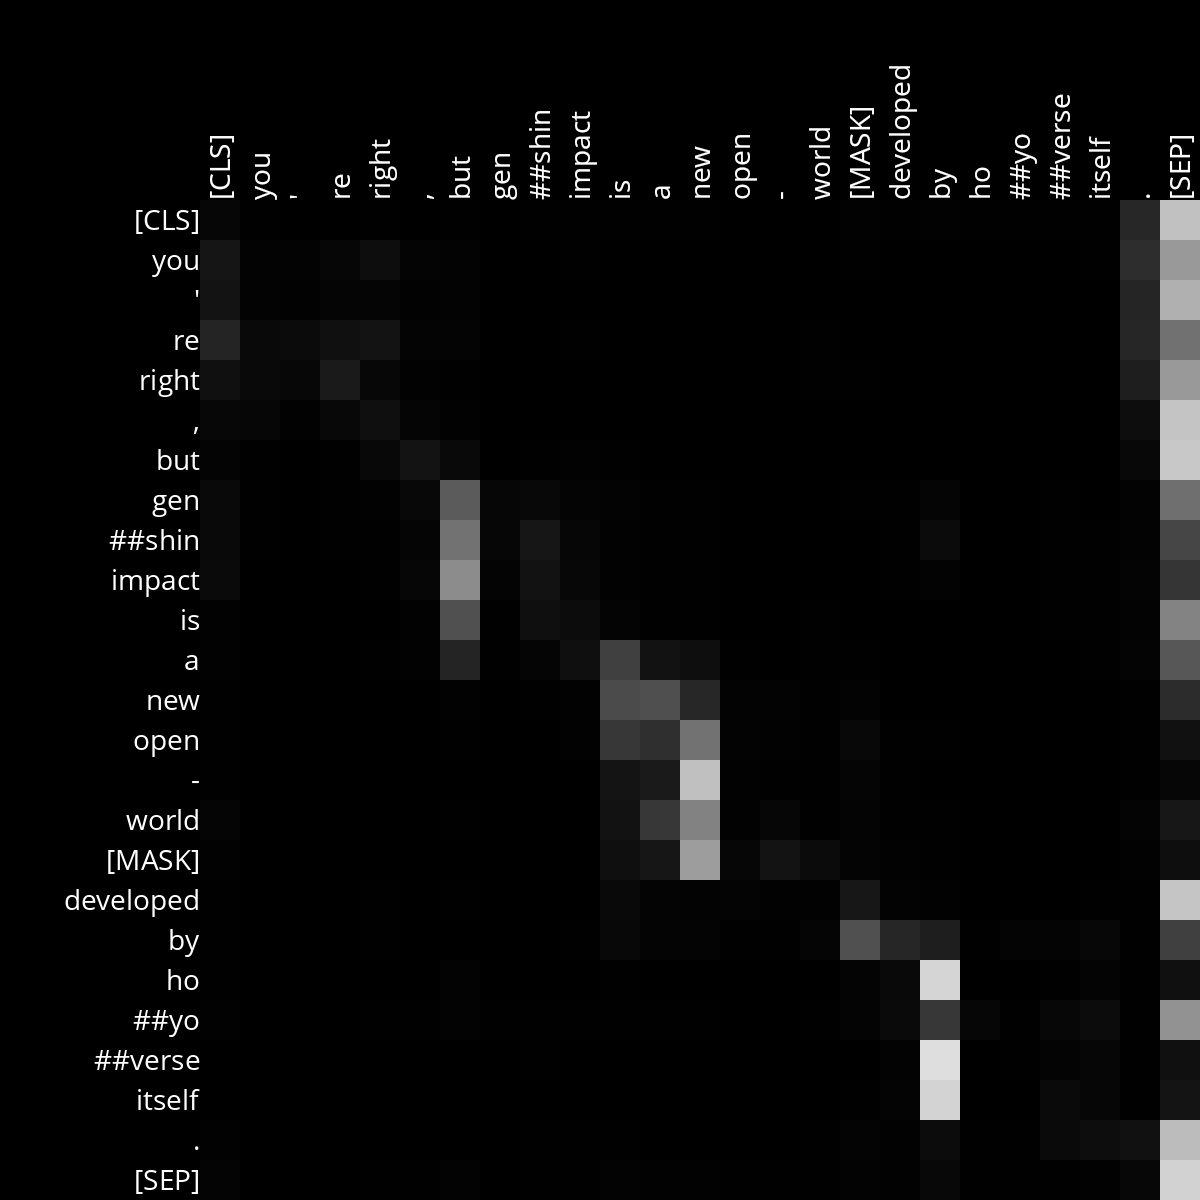 [CLS] you ' re right , but gen ##shin impact is a new open - world [MASK] developed by ho ##yo ##verse itself . [SEP]
[CLS]
you
'
re
right
,
but
gen
##shin
impact
is
a
new
open
-
world
[MASK]
developed
by
ho
##yo
##verse
itself
.
[SEP]